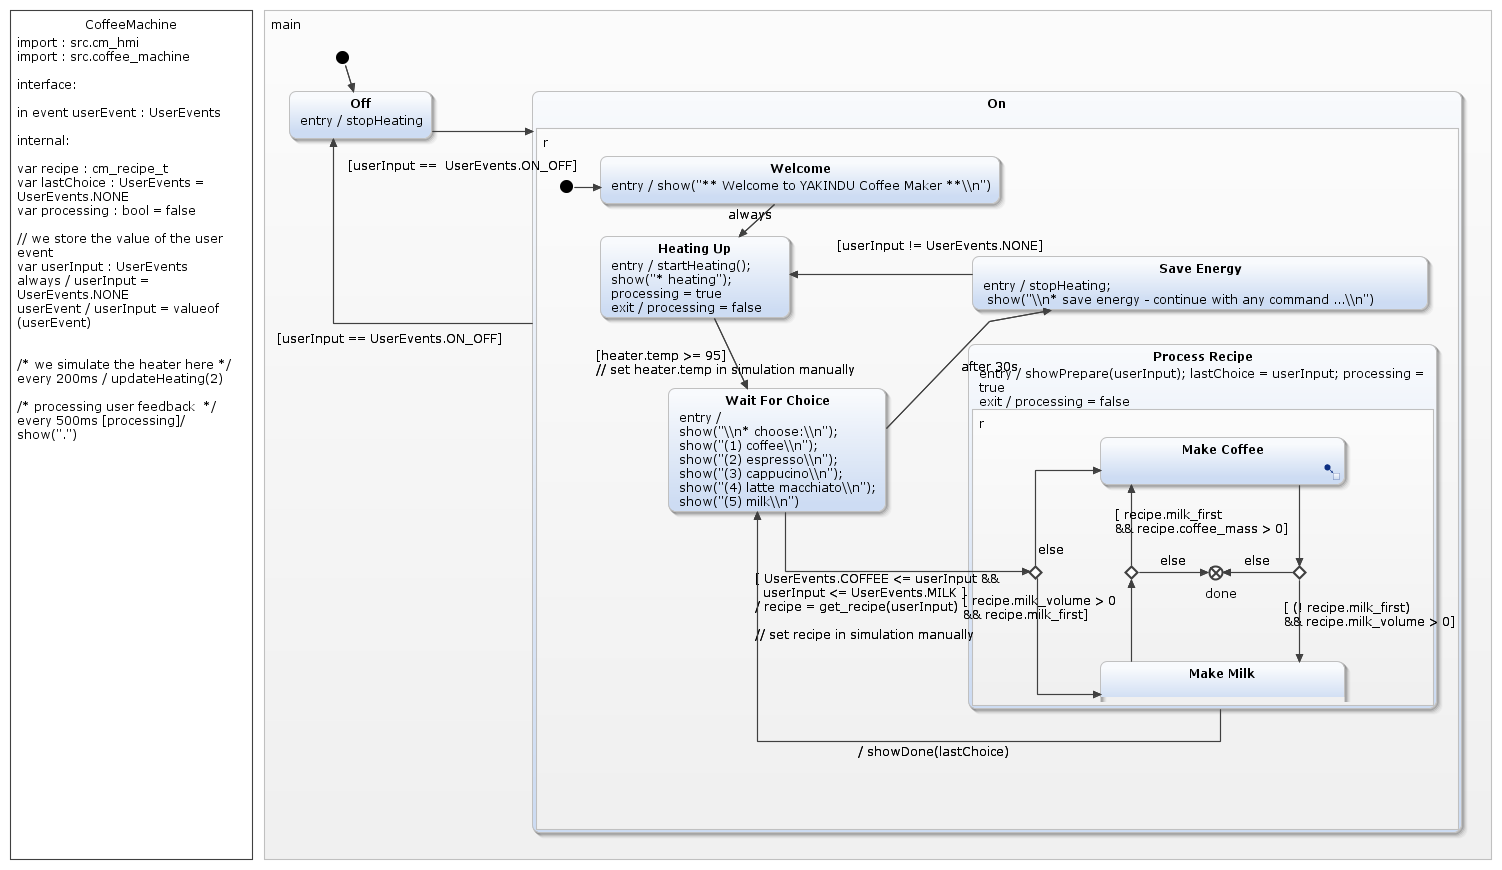 CoffeeMachine
import : src.cm_hmi
import : src.coffee_machine
interface:
in event userEvent : UserEvents
internal:
var recipe : cm_recipe_t
var lastChoice : UserEvents =
UserEvents.NONE
var processing : bool = false
// we store the value of the user
event
var userInput : UserEvents
always / userInput =
UserEvents.NONE
userEvent / userInput = valueof
(userEvent)
/* we simulate the heater here */
every 200ms / updateHeating(2)
/* processing user feedback  */
every 500ms [processing]/
show(".")
main
Off
entry / stopHeating
[userInput ==  UserEvents.ON_OFF]
[userInput == UserEvents.ON_OFF]
On
r
Welcome
entry / show("** Welcome to YAKINDU Coffee Maker **\\n")
always
Heating Up
entry / startHeating();
show("* heating");
processing = true
exit / processing = false
[userInput != UserEvents.NONE]
Save Energy
entry / stopHeating;
show("\\n* save energy - continue with any command ...\\n")
[heater.temp >= 95]
// set heater.temp in simulation manually
after 30s
Wait For Choice
entry /
show("\\n* choose:\\n");
show("(1) coffee\\n");
show("(2) espresso\\n");
show("(3) cappucino\\n");
show("(4) latte macchiato\\n");
show("(5) milk\\n")
[ UserEvents.COFFEE <= userInput &&
userInput <= UserEvents.MILK ]
/ recipe = get_recipe(userInput)
// set recipe in simulation manually
Process Recipe
entry / showPrepare(userInput); lastChoice = userInput; processing =
true
exit / processing = false
r
Make Coffee
[ recipe.milk_first
&& recipe.coffee_mass > 0]
else
else
else
done
[ recipe.milk_volume > 0
&& recipe.milk_first]
[ (! recipe.milk_first)
&& recipe.milk_volume > 0]
Make Milk
/ showDone(lastChoice)